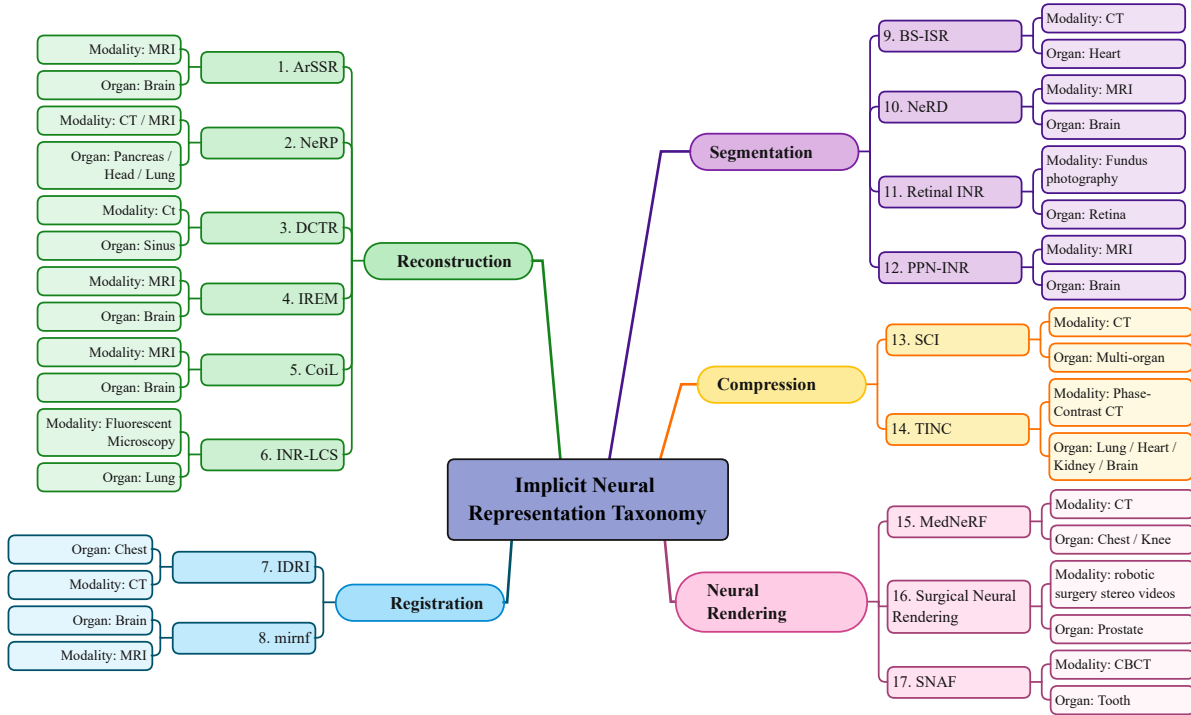 Implicit Neural
Representation Taxonomy
Reconstruction
1. ArSSR
Modality: MRI
Organ: Brain
2. NeRP
Modality: CT / MRI
Organ: Pancreas /
Head / Lung
3. DCTR
Modality: Ct
Organ: Sinus
4. IREM
Modality: MRI
Organ: Brain
5. CoiL
Modality: MRI
Organ: Brain
6. INR-LCS
Modality: Fluorescent
Microscopy
Organ: Lung
Registration
7. IDRI
Organ: Chest
Modality: CT
8. mirnf
Organ: Brain
Modality: MRI
Segmentation
9. BS-ISR
Modality: CT
Organ: Heart
10. NeRD
Modality: MRI
Organ: Brain
11. Retinal INR
Modality: Fundus
photography
Organ: Retina
12. PPN-INR
Modality: MRI
Organ: Brain
Compression
13. SCI
Modality: CT
Organ: Multi-organ
14. TINC
Modality: Phase-
Contrast CT
Organ: Lung / Heart /
Kidney / Brain
Neural
Rendering
15. MedNeRF
Modality: CT
Organ: Chest / Knee
16. Surgical Neural
Rendering
Modality: robotic
surgery stereo videos
Organ: Prostate
17. SNAF
Modality: CBCT
Organ: Tooth